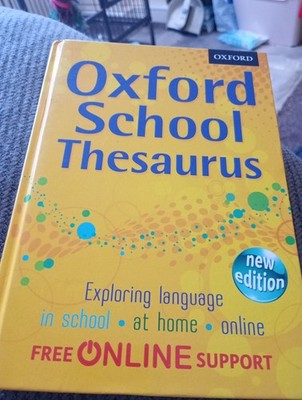 OXFORD
Oxford
School
Thesaurus
new
edition
Exploring language
in school • at home • online
FREE ONLINE SUPPORT